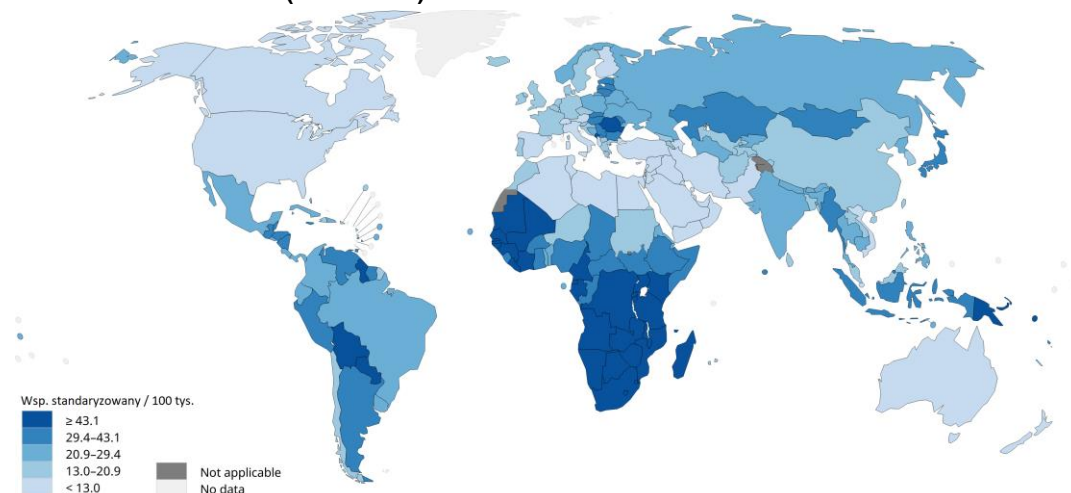 Wsp. standaryzowany / 100 tys.
≥ 43.1
29.4–43.1
20.9–29.4
13.0–20.9
< 13.0
Not applicable
No data